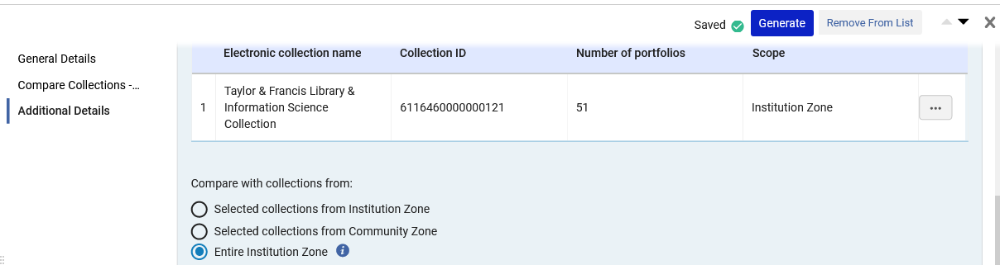 Saved
Generate
Remove From List
General Details
Compare Collections -...
Additional Details
Electronic collection name Collection ID Number of portfolios Scope
1 Taylor & Francis Library &
Information Science
Collection
6116460000000121 51 Institution Zone ...
Compare with collections from:
Selected collections from Institution Zone
Selected collections from Community Zone
Entire Institution Zone i